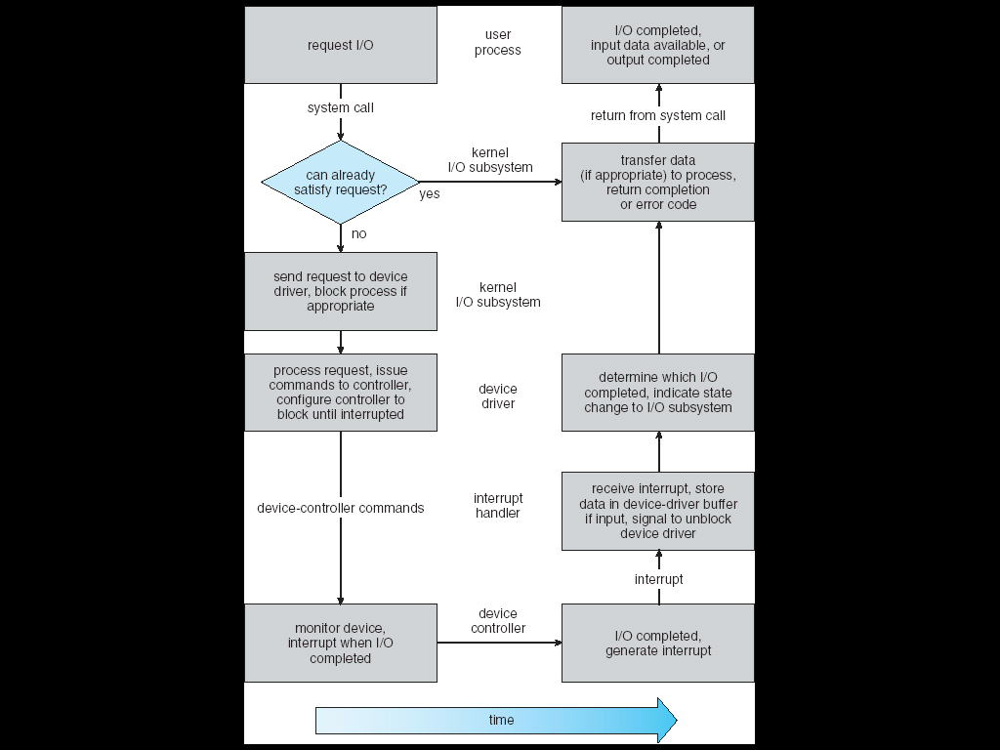 request I/O
user
process
I/O completed,
input data available, or
output completed
system call
return from system call
can already
satisfy request?
kernel
I/O subsystem
yes
transfer data
(if appropriate) to process,
return completion
or error code
no
send request to device
driver, block process if
appropriate
kernel
I/O subsystem
process request, issue
commands to controller,
configure controller to
block until interrupted
device
driver
determine which I/O
completed, indicate state
change to I/O subsystem
device-controller commands
interrupt
handler
receive interrupt, store
data in device-driver buffer
if input, signal to unblock
device driver
interrupt
monitor device,
interrupt when I/O
completed
device
controller
I/O completed,
generate interrupt
time